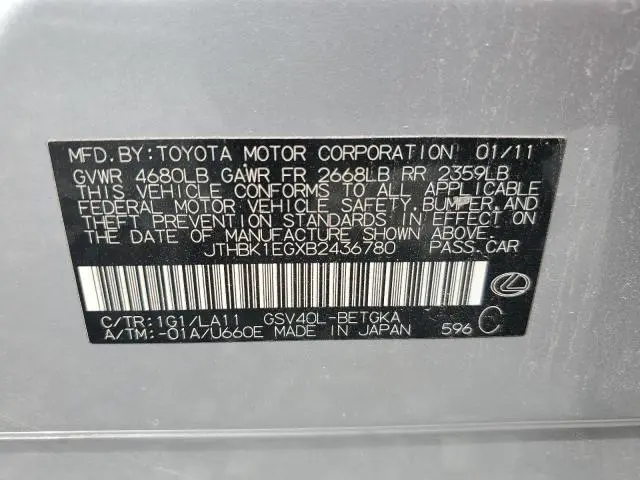 MFD.BY:TOYOTA MOTOR CORPORATION 01/11
GVWR 4680LB GAWR FR 2668LB RR 2359LB
THIS VEHICLE CONFORMS TO ALL APPLICABLE
FEDERAL MOTOR VEHICLE SAFETY,BUMPER,AND
THEFT PREVENTION STANDARDS IN EFFECT ON
THE DATE OF MANUFACTURE SHOWN ABOVE.
JTHBK1EGXB2436780 PASS.CAR
C/TR:1G1/LA11 GSV40L-BETGKA
A/TM:-01A/U660E MADE IN JAPAN 596 C